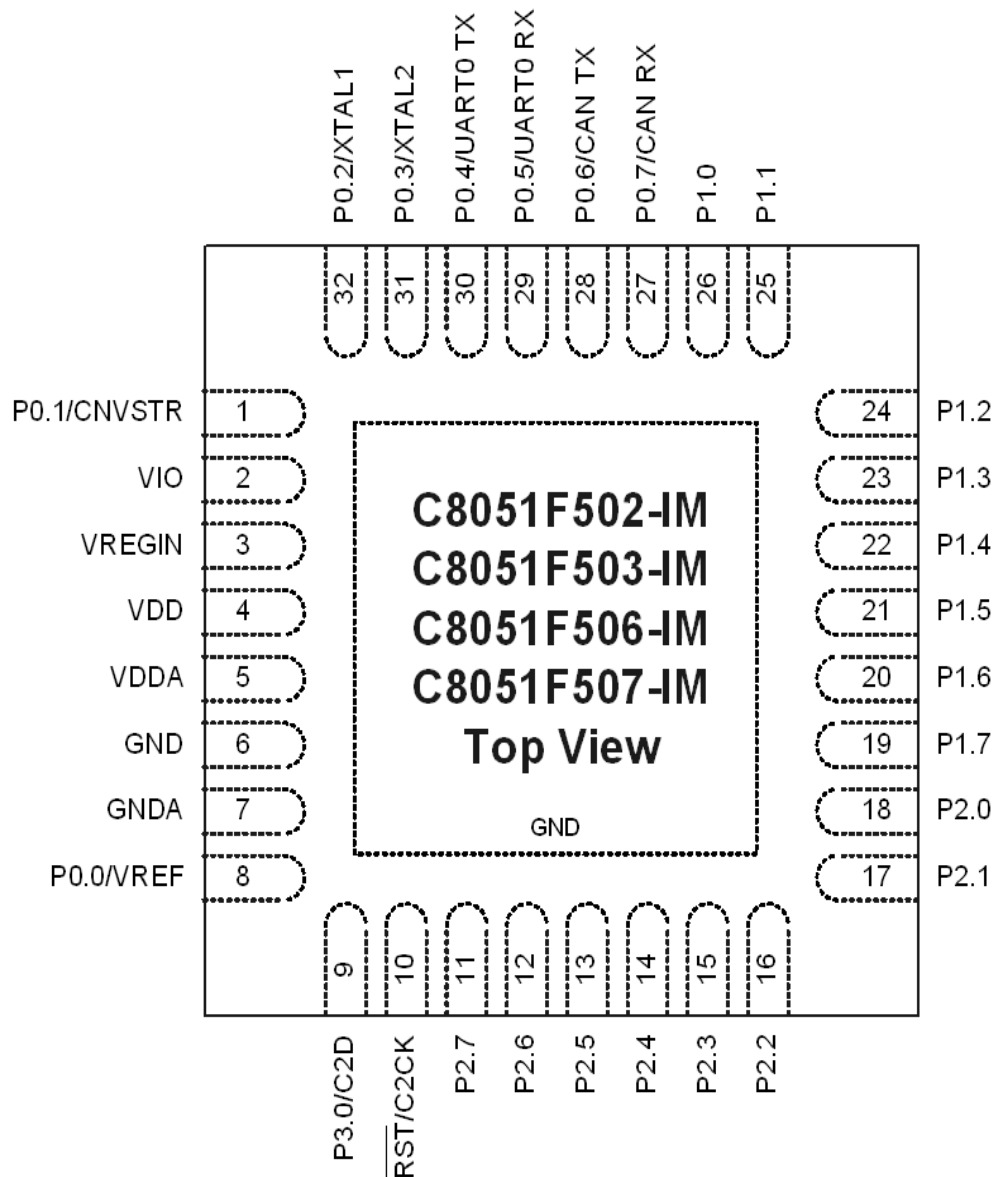 P0.2/XTAL1
P0.3/XTAL2
P0.4/UART0 TX
P0.5/UART0 RX
P0.6/CAN TX
P0.7/CAN RX
P1.0
P1.1
32
31
30
29
28
27
26
25
P0.1/CNVSTR
1
VIO
2
VREGIN
3
VDD
4
VDDA
5
GND
6
GNDA
7
P0.0/VREF
8
C8051F502-IM
C8051F503-IM
C8051F506-IM
C8051F507-IM
Top View
GND
24
P1.2
23
P1.3
22
P1.4
21
P1.5
20
P1.6
19
P1.7
18
P2.0
17
P2.1
9
10
11
12
13
14
15
16
P3.0/C2D
RST/C2CK
P2.7
P2.6
P2.5
P2.4
P2.3
P2.2